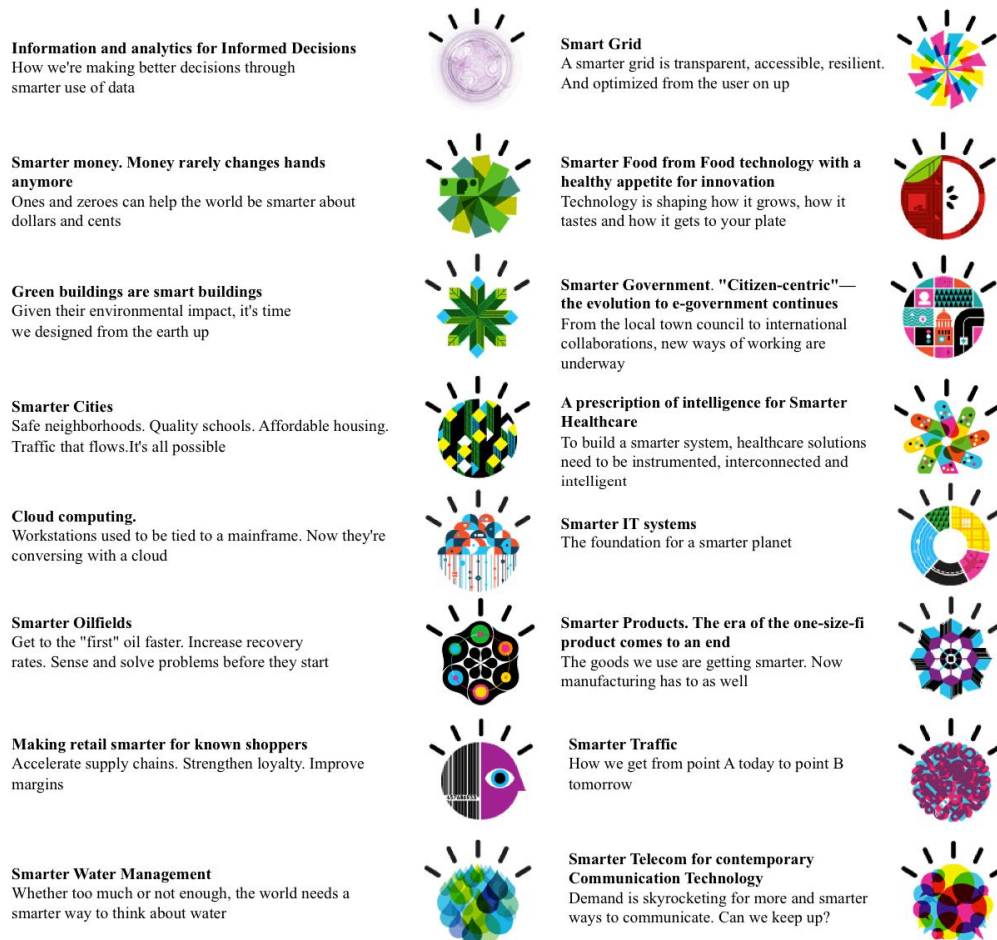 Information and analytics for Informed Decisions
How we're making better decisions through
smarter use of data
Smart Grid
A smarter grid is transparent, accessible, resilient.
And optimized from the user on up
Smarter money. Money rarely changes hands
anymore
Ones and zeroes can help the world be smarter about
dollars and cents
Smarter Food from Food technology with a
healthy appetite for innovation
Technology is shaping how it grows, how it
tastes and how it gets to your plate
Green buildings are smart buildings
Given their environmental impact, it's time
we designed from the earth up
Smarter Government. "Citizen-centric"—
the evolution to e-government continues
From the local town council to international
collaborations, new ways of working are
underway
Smarter Cities
Safe neighborhoods. Quality schools. Affordable housing.
Traffic that flows.It's all possible
A prescription of intelligence for Smarter
Healthcare
To build a smarter system, healthcare solutions
need to be instrumented, interconnected and
intelligent
Cloud computing.
Workstations used to be tied to a mainframe. Now they're
conversing with a cloud
Smarter IT systems
The foundation for a smarter planet
Smarter Oilfields
Get to the "first" oil faster. Increase recovery
rates. Sense and solve problems before they start
Smarter Products. The era of the one-size-fi
product comes to an end
The goods we use are getting smarter. Now
manufacturing has to as well
Making retail smarter for known shoppers
Accelerate supply chains. Strengthen loyalty. Improve
margins
Smarter Traffic
How we get from point A today to point B
tomorrow
Smarter Water Management
Whether too much or not enough, the world needs a
smarter way to think about water
Smarter Telecom for contemporary
Communication Technology
Demand is skyrocketing for more and smarter
ways to communicate. Can we keep up?